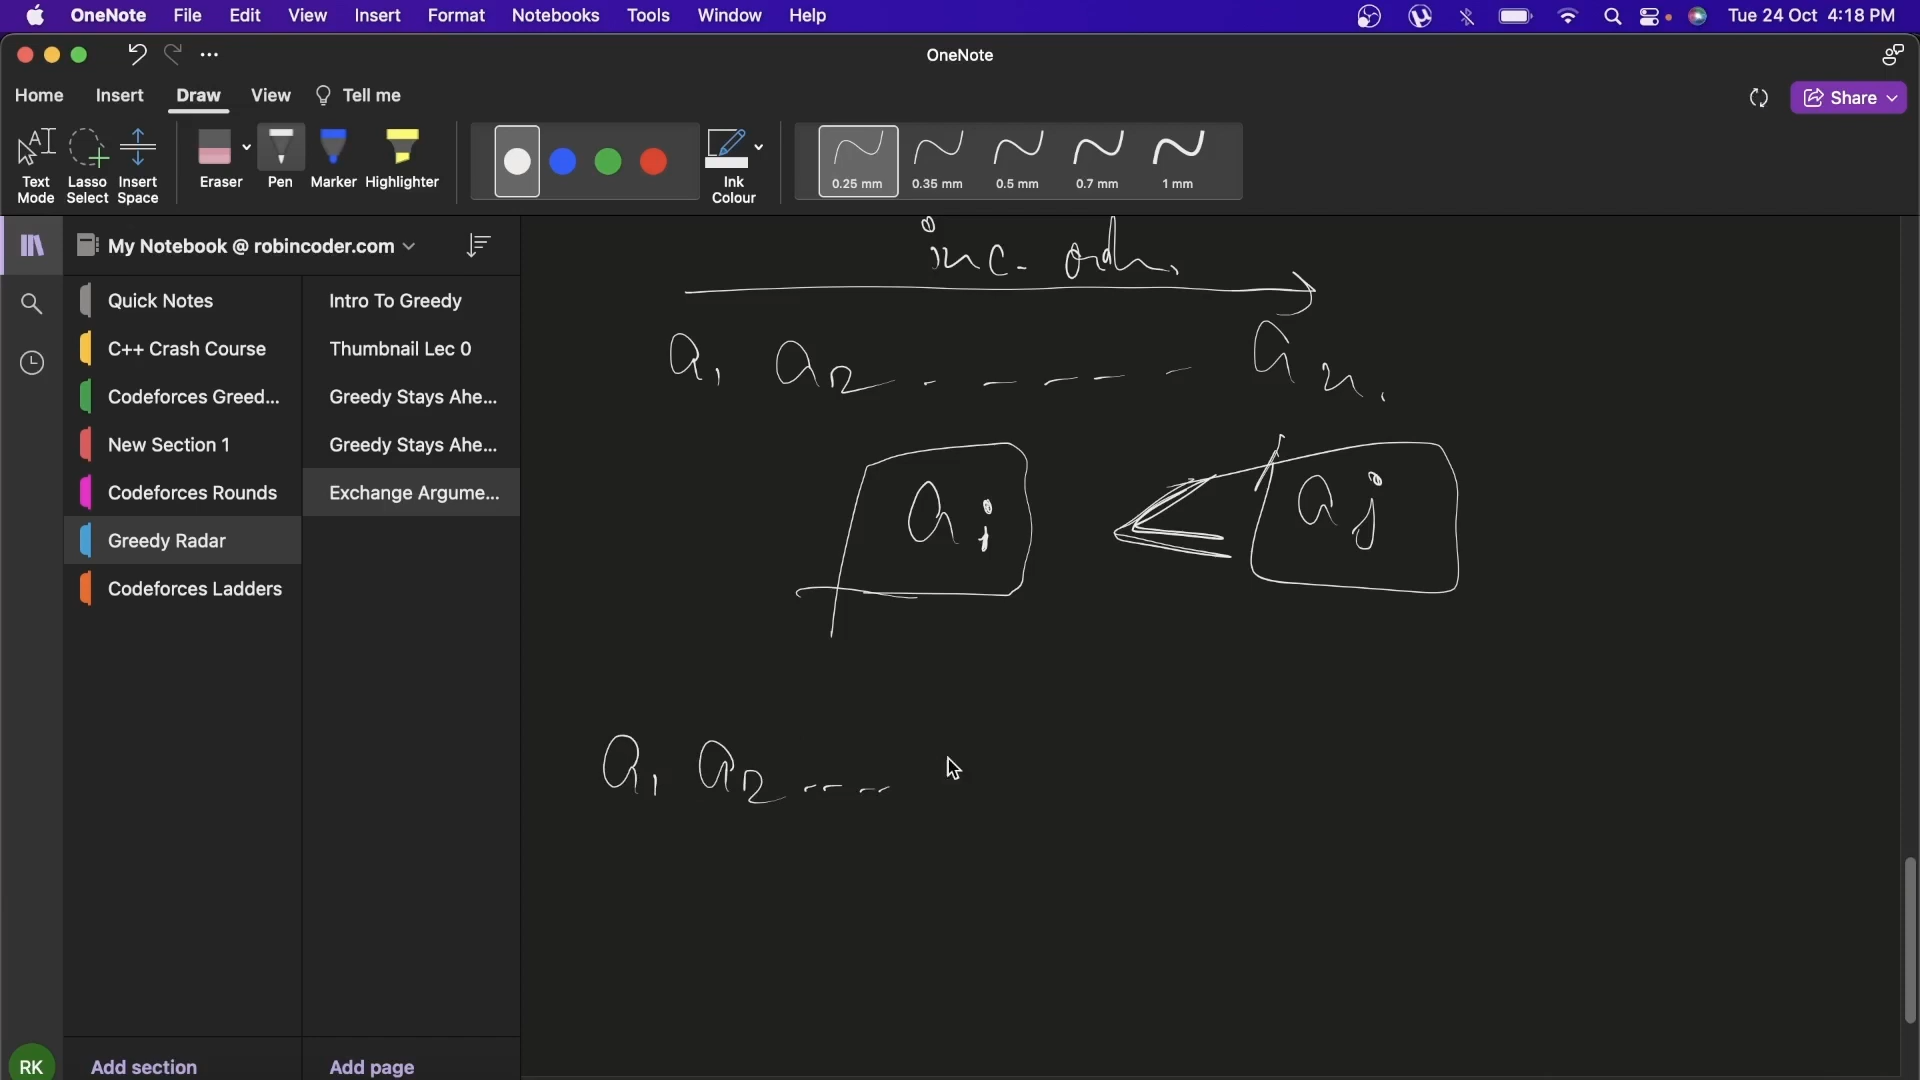 OneNote File Edit View Insert Format Notebooks Tools Window Help Tue 24 Oct 4:18 PM
OneNote
Home Insert Draw View Tell me Share
Text Mode Lasso Select Insert Space Eraser Pen Marker Highlighter Ink Colour 0.25 mm 0.35 mm 0.5 mm 0.7 mm 1 mm
My Notebook @ robincoder.com
Quick Notes
C++ Crash Course
Codeforces Greed...
New Section 1
Codeforces Rounds
Greedy Radar
Codeforces Ladders
Add section
Intro To Greedy
Thumbnail Lec 0
Greedy Stays Ahe...
Greedy Stays Ahe...
Exchange Argume...
Add page
RK
inc. order
a1 a2 . - - - - - an.
ai < aj
a1 a2 ----